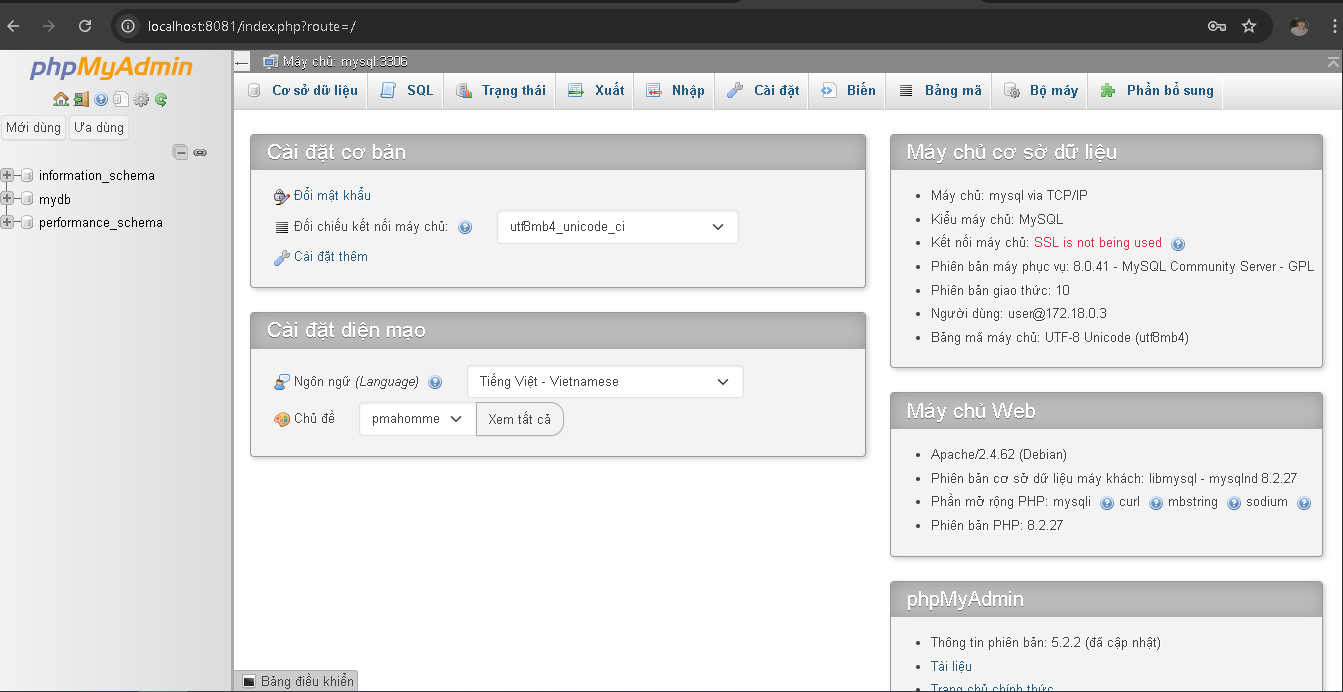 localhost:8081/index.php?route=/
phpMyAdmin
Mới dùng
Ưa dùng
information_schema
mydb
performance_schema
Máy chủ: mysql:3306
Cơ sở dữ liệu
SQL
Trạng thái
Xuất
Nhập
Cài đặt
Biến
Bảng mã
Bộ máy
Phần bổ sung
Cài đặt cơ bản
Đổi mật khẩu
Đối chiếu kết nối máy chủ:
utf8mb4_unicode_ci
Cài đặt thêm
Cài đặt diện mạo
Ngôn ngữ (Language)
Tiếng Việt - Vietnamese
Chủ đề
pmahomme
Xem tất cả
Máy chủ cơ sở dữ liệu
Máy chủ: mysql via TCP/IP
Kiểu máy chủ: MySQL
Kết nối máy chủ: SSL is not being used
Phiên bản máy phục vụ: 8.0.41 - MySQL Community Server - GPL
Phiên bản giao thức: 10
Người dùng: user@172.18.0.3
Bảng mã máy chủ: UTF-8 Unicode (utf8mb4)
Máy chủ Web
Apache/2.4.62 (Debian)
Phiên bản cơ sở dữ liệu máy khách: libmysql - mysqlnd 8.2.27
Phần mở rộng PHP: mysqli curl mbstring sodium
Phiên bản PHP: 8.2.27
phpMyAdmin
Thông tin phiên bản: 5.2.2 (đã cập nhật)
Tài liệu
Trang chủ chính thức
Bảng điều khiển